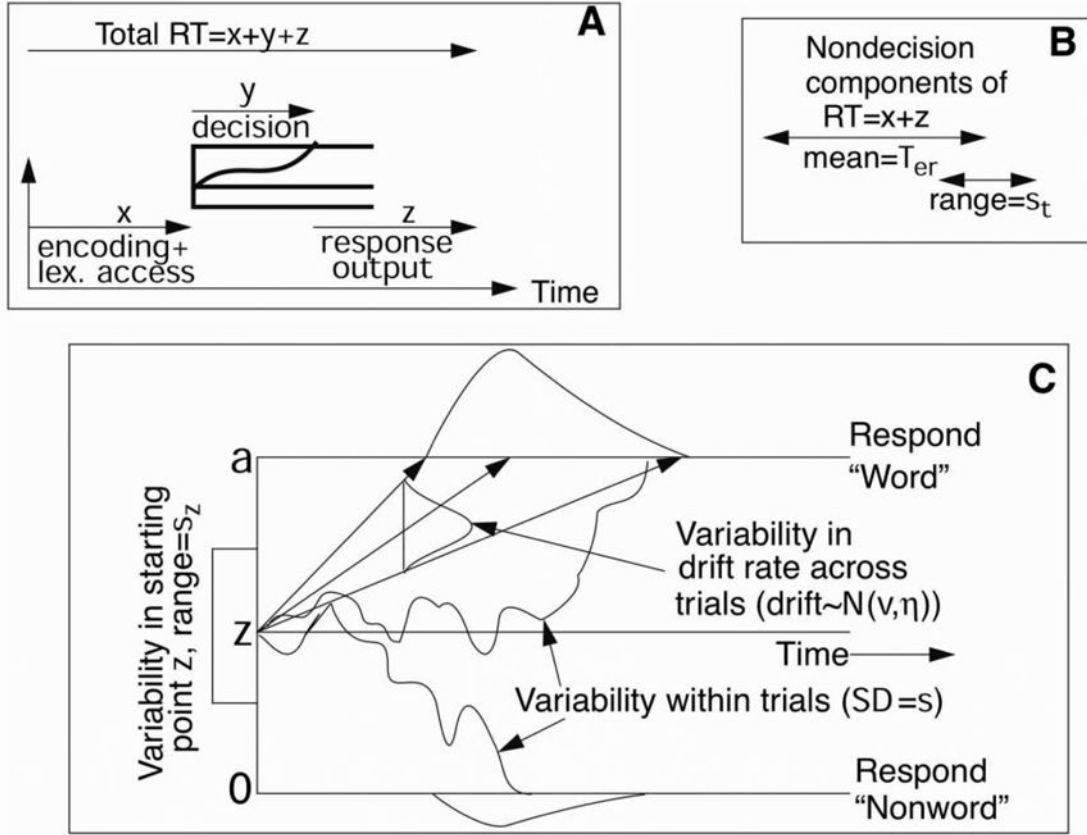 A
Total RT=x+y+z
y
decision
x
encoding+
lex. access
z
response
output
Time
B
Nondecision
components of
RT=x+z
mean=Ter
range=st
C
a
Respond
“Word”
Variability in starting
point z, range=sz
Variability in
drift rate across
trials (drift~N(v,η))
z
Time
Variability within trials (SD=s)
0
Respond
“Nonword”